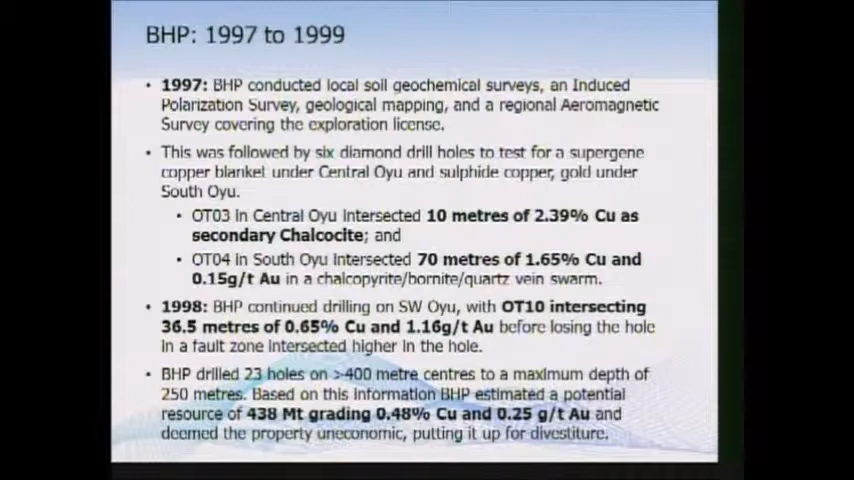 BHP: 1997 to 1999
• 1997: BHP conducted local soil geochemical surveys, an Induced
Polarization Survey, geological mapping, and a regional Aeromagnetic
Survey covering the exploration license.
• This was followed by six diamond drill holes to test for a supergene
copper blanket under Central Oyu and sulphide copper, gold under
South Oyu.
• OT03 in Central Oyu intersected 10 metres of 2.39% Cu as
secondary Chalcocite; and
• OT04 in South Oyu intersected 70 metres of 1.65% Cu and
0.15g/t Au in a chalcopyrite/bornite/quartz vein swarm.
• 1998: BHP continued drilling on SW Oyu, with OT10 intersecting
36.5 metres of 0.65% Cu and 1.16g/t Au before losing the hole
in a fault zone intersected higher in the hole.
• BHP drilled 23 holes on >400 metre centres to a maximum depth of
250 metres. Based on this information BHP estimated a potential
resource of 438 Mt grading 0.48% Cu and 0.25 g/t Au and
deemed the property uneconomic, putting it up for divestiture.